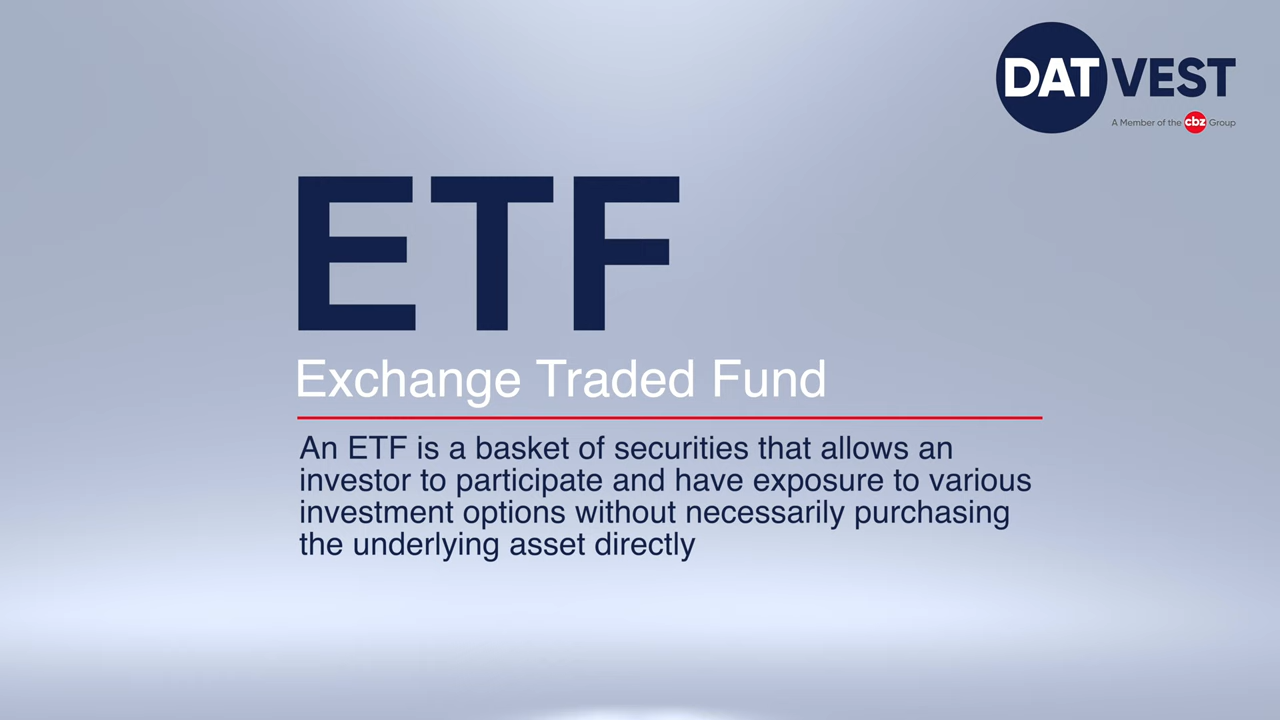 DATVEST
A Member of the cbz Group
ETF
Exchange Traded Fund
An ETF is a basket of securities that allows an
investor to participate and have exposure to various
investment options without necessarily purchasing
the underlying asset directly